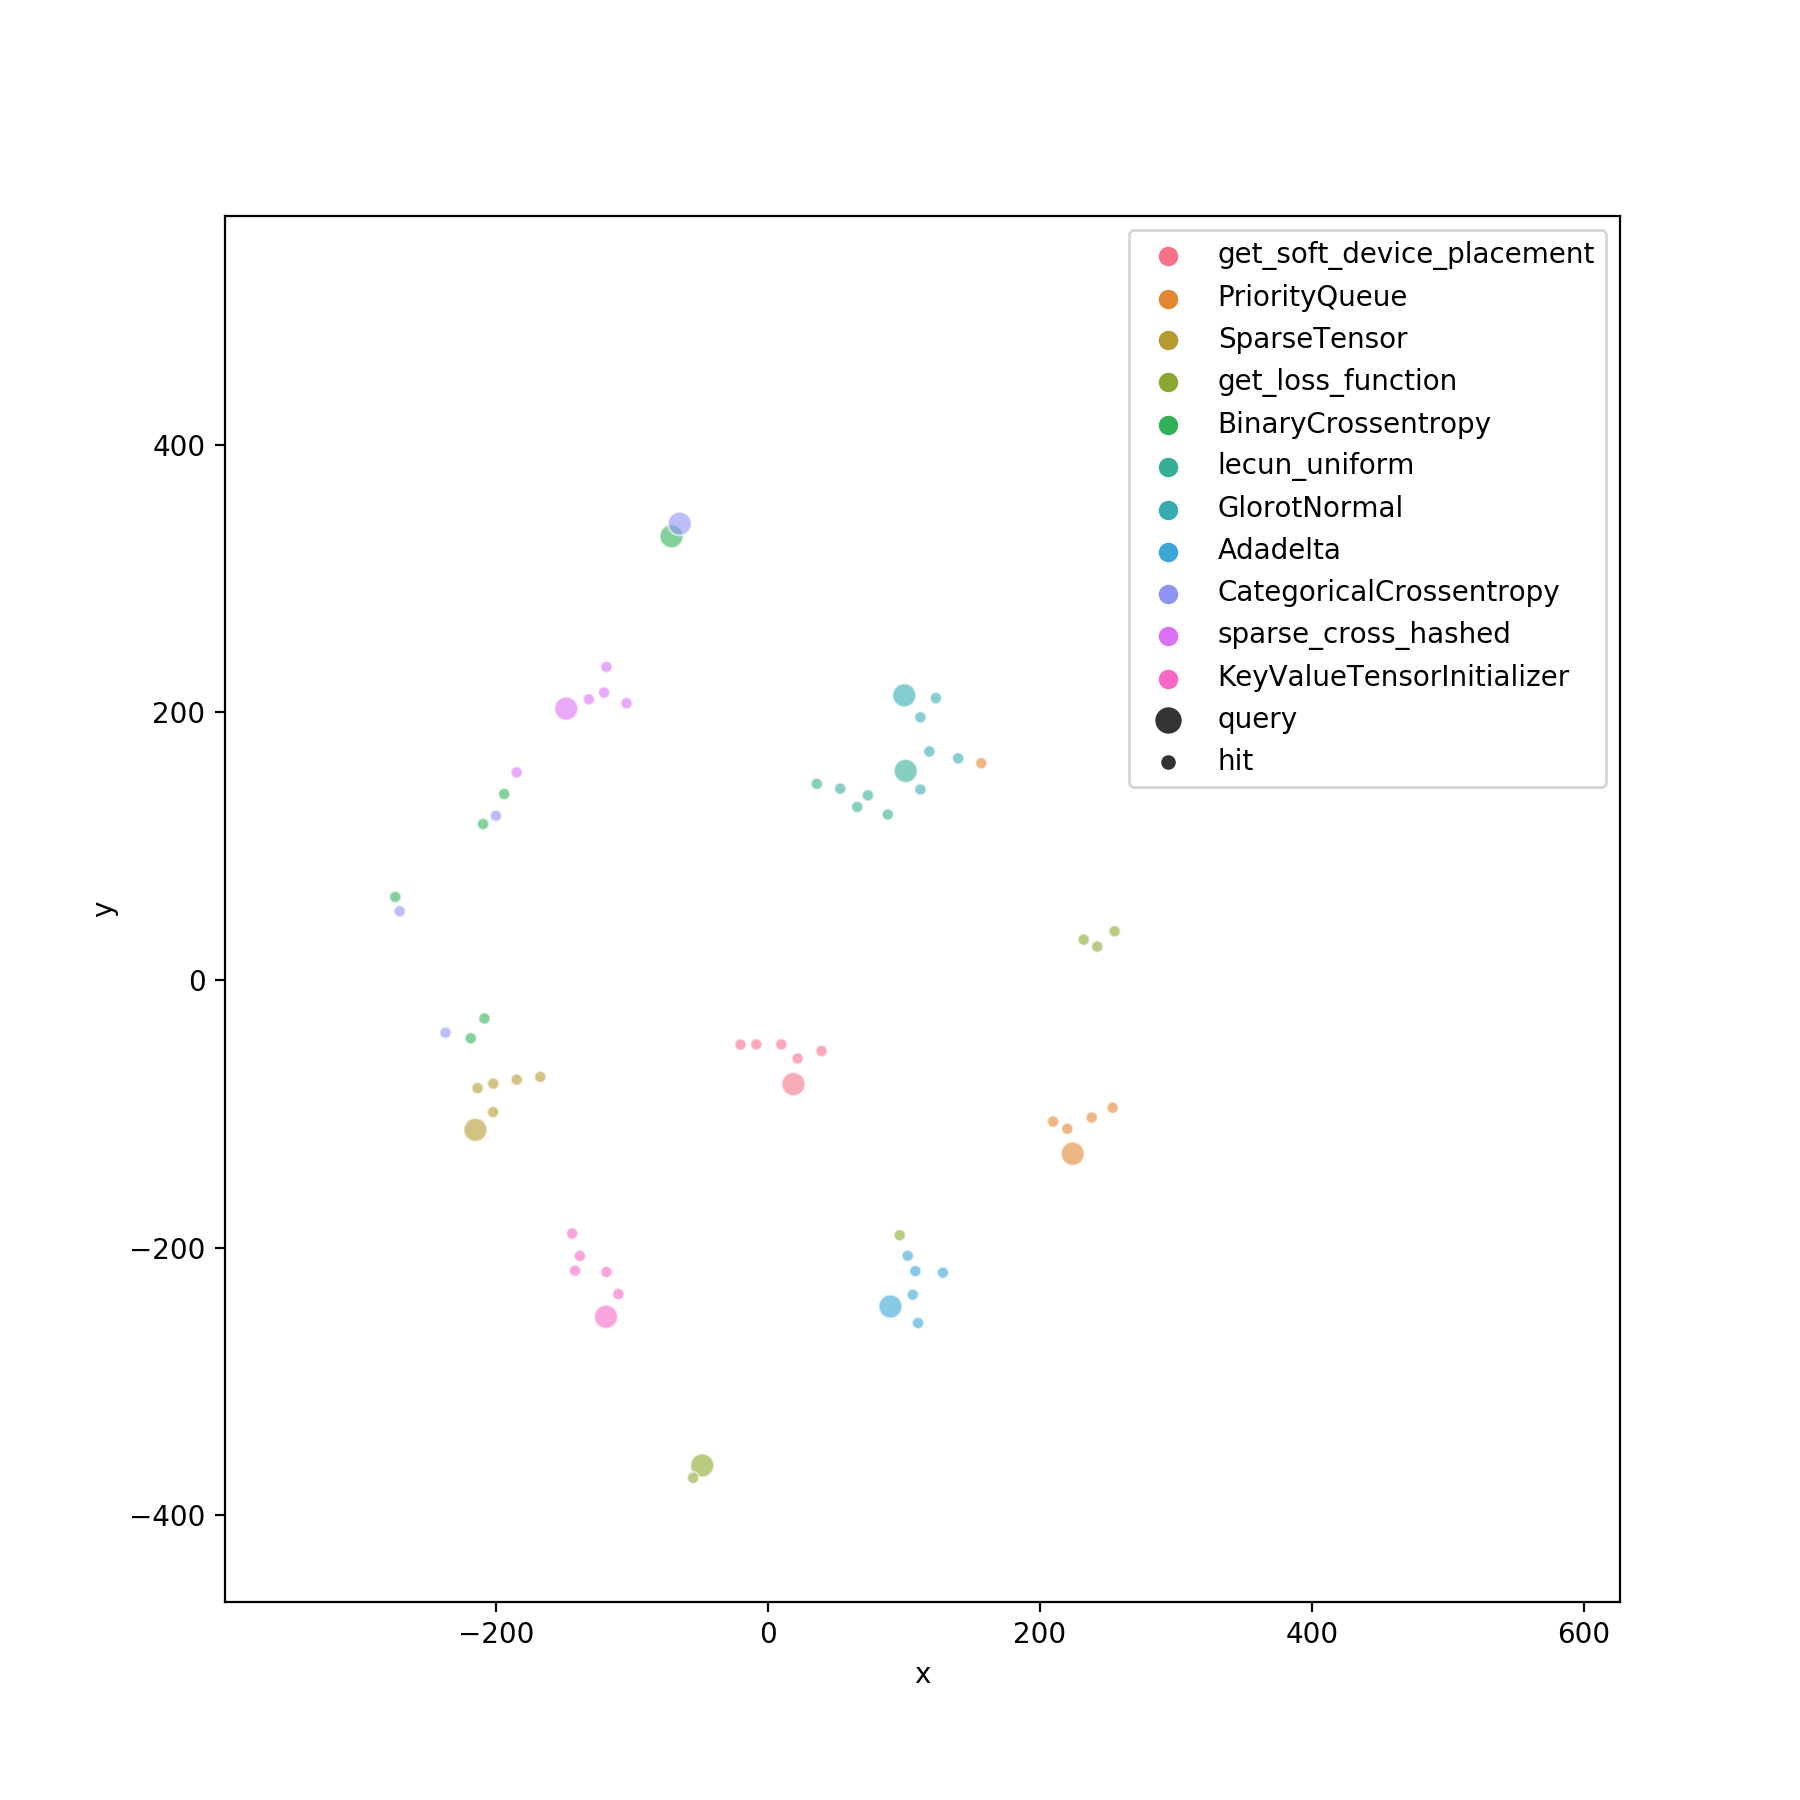 get_soft_device_placement
PriorityQueue
SparseTensor
get_loss_function
BinaryCrossentropy
lecun_uniform
GlorotNormal
Adadelta
CategoricalCrossentropy
sparse_cross_hashed
KeyValueTensorInitializer
query
hit
400
200
0
−200
−400
y
−200 0 200 400 600
x